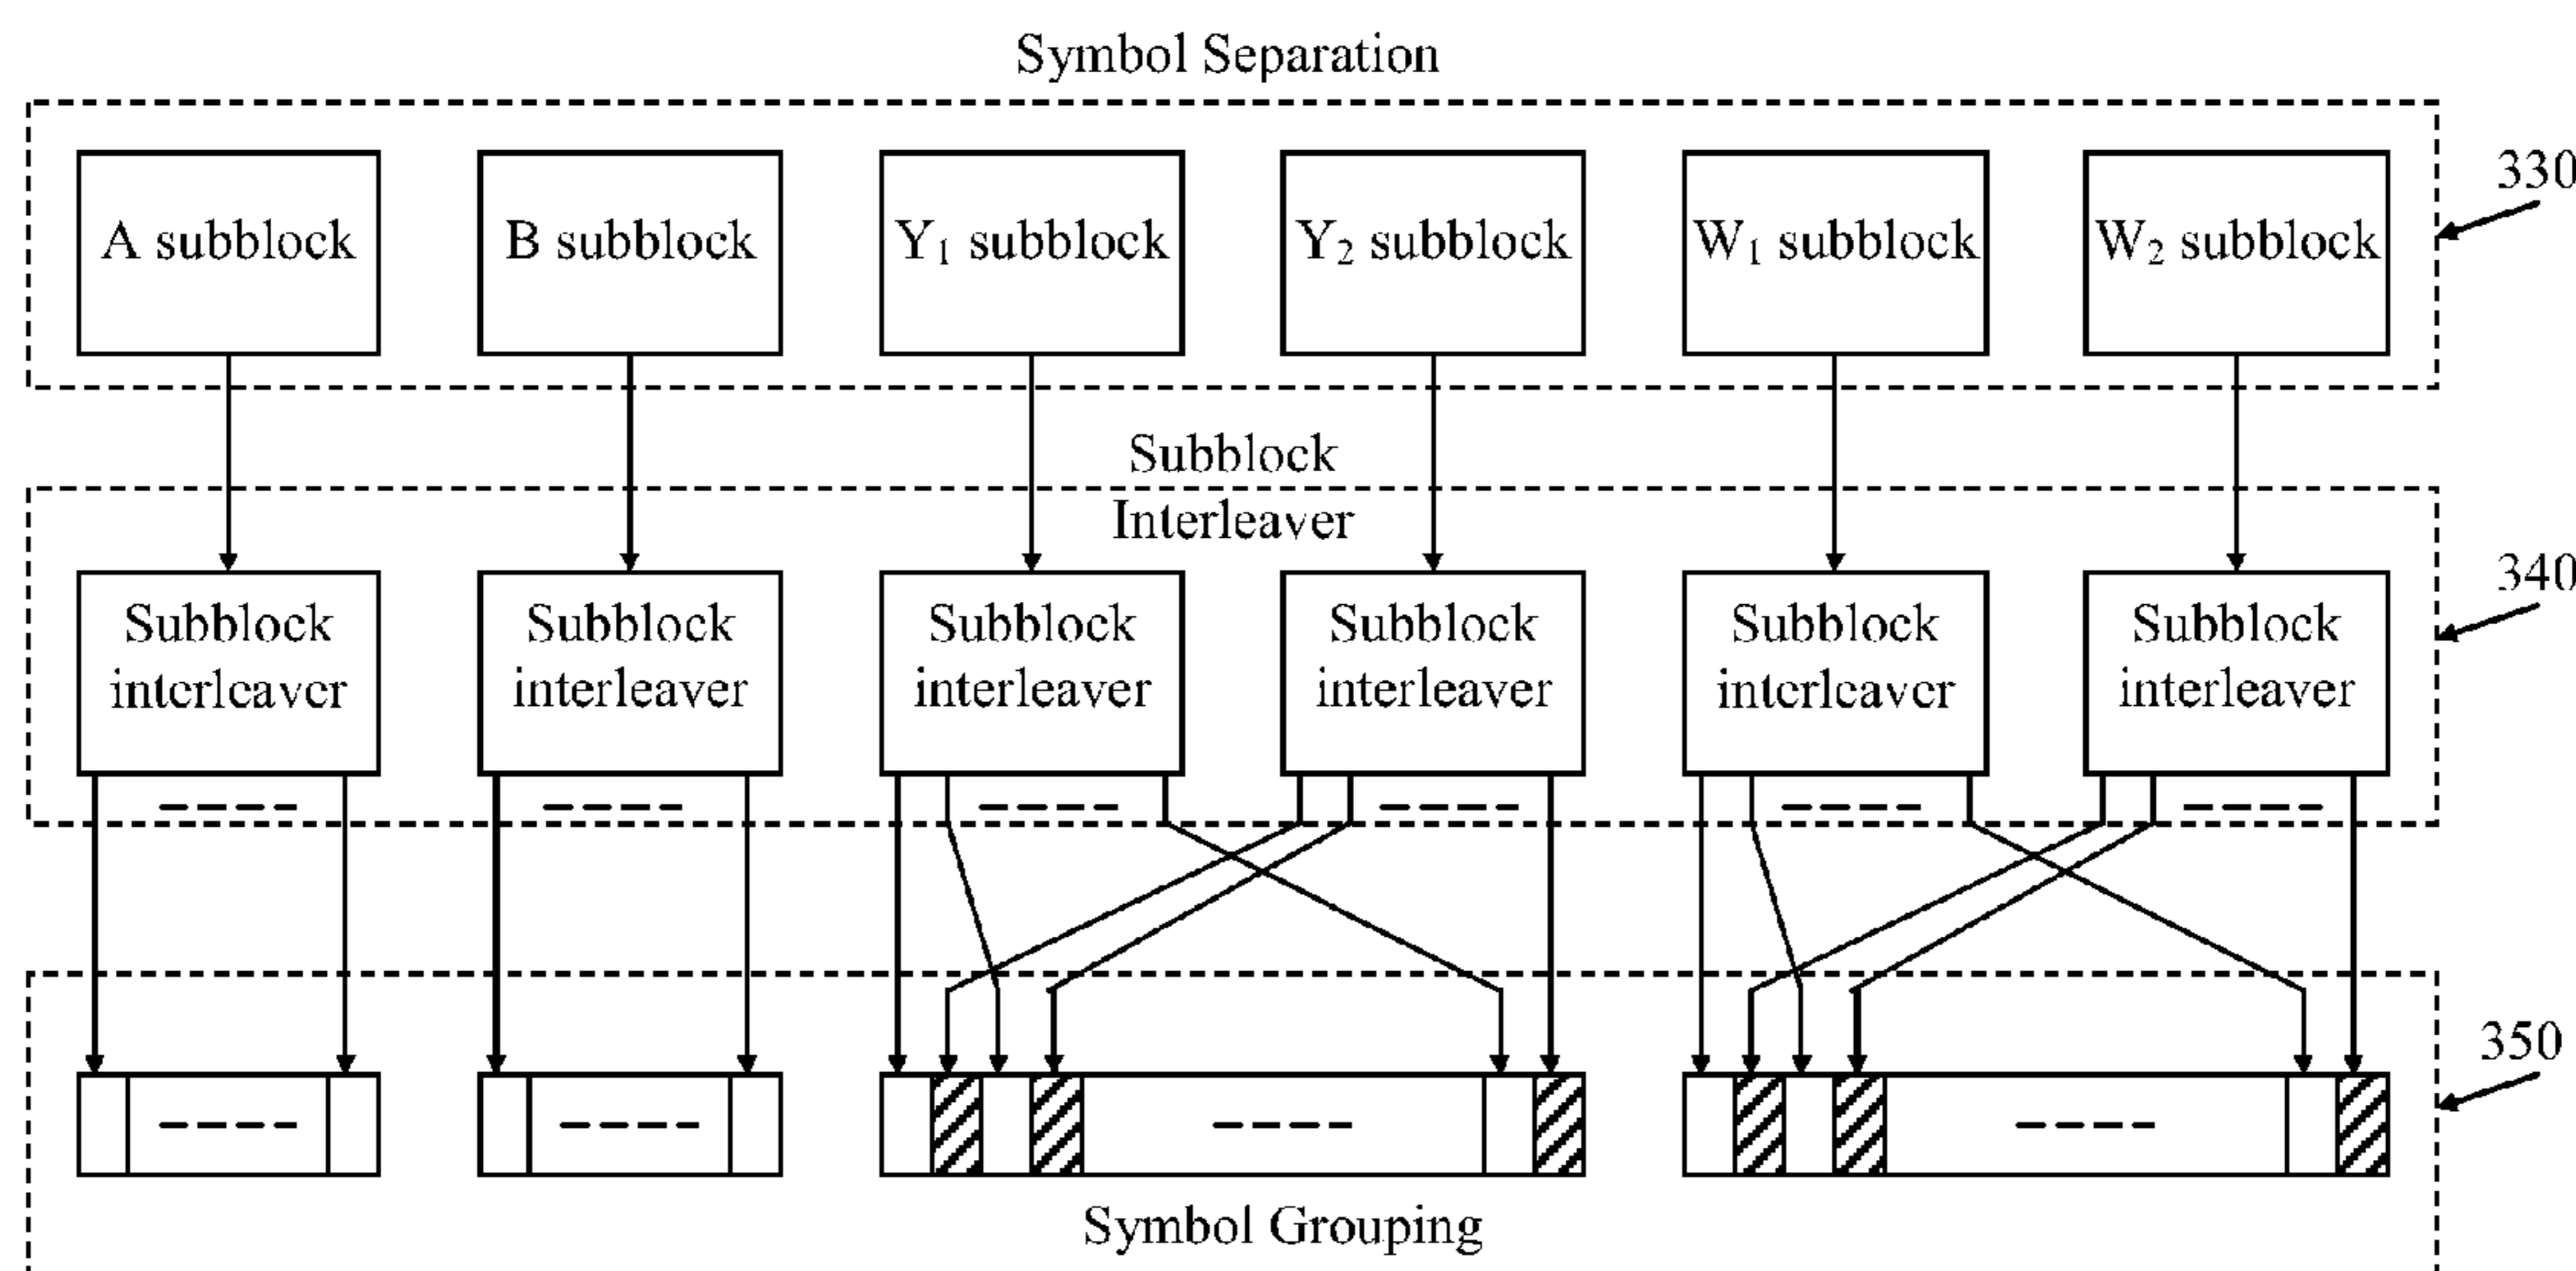 Symbol Separation
330
A subblock
B subblock
Y₁ subblock
Y₂ subblock
W₁ subblock
W₂ subblock
Subblock
Interleaver
340
Subblock
interleaver
Subblock
interleaver
Subblock
interleaver
Subblock
interleaver
Subblock
interleaver
Subblock
interleaver
350
Symbol Grouping